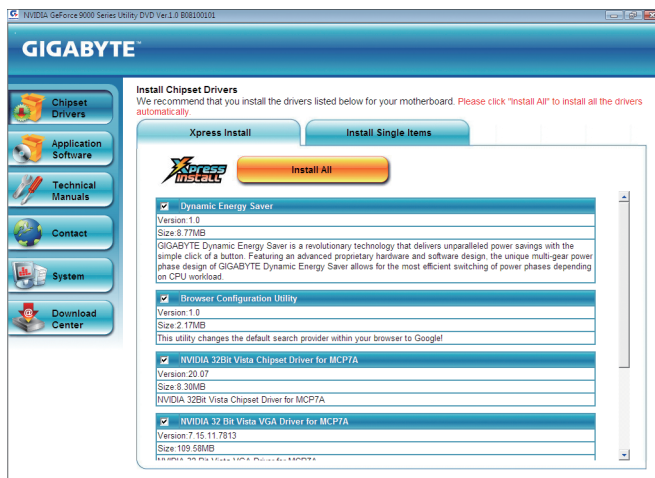 NVIDIA GeForce 9000 Series Utility DVD Ver.1.0 B08100101
GIGABYTE™
Chipset
Drivers
Application
Software
Technical
Manuals
Contact
System
Download
Center
Install Chipset Drivers
We recommend that you install the drivers listed below for your motherboard. Please click "Install All" to install all the drivers
automatically.
Xpress Install
Install Single Items
Xpress
INSTALL
Install All
Dynamic Energy Saver
Version:1.0
Size:8.77MB
GIGABYTE Dynamic Energy Saver is a revolutionary technology that delivers unparalleled power savings with the
simple click of a button. Featuring an advanced proprietary hardware and software design, the unique multi-gear power
phase design of GIGABYTE Dynamic Energy Saver allows for the most efficient switching of power phases depending
on CPU workload.
Browser Configuration Utility
Version:1.0
Size:2.17MB
This utility changes the default search provider within your browser to Google!
NVIDIA 32Bit Vista Chipset Driver for MCP7A
Version:20.07
Size:8.30MB
NVIDIA 32Bit Vista Chipset Driver for MCP7A
NVIDIA 32 Bit Vista VGA Driver for MCP7A
Version:7.15.11.7813
Size:109.58MB
NVIDIA 32 Bit Vista VGA Driver for MCP7A